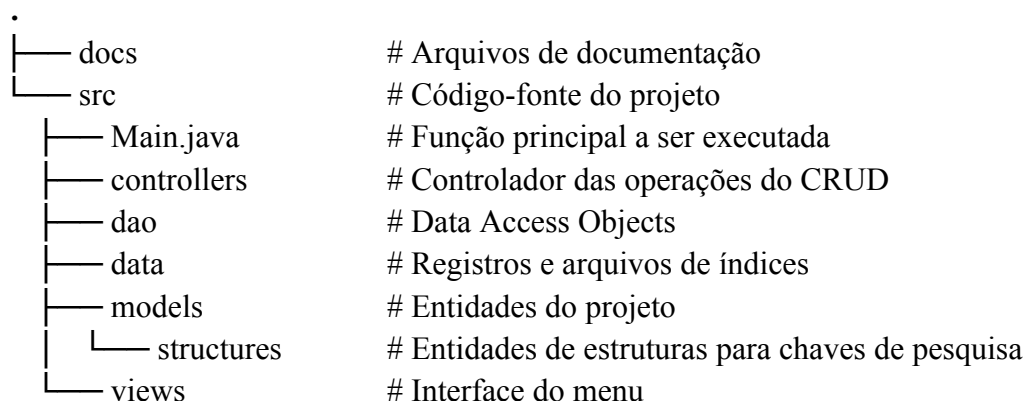 .
├── docs # Arquivos de documentação
└── src # Código-fonte do projeto
├── Main.java # Função principal a ser executada
├── controllers # Controlador das operações do CRUD
├── dao # Data Access Objects
├── data # Registros e arquivos de índices
├── models # Entidades do projeto
│ └── structures # Entidades de estruturas para chaves de pesquisa
└── views # Interface do menu